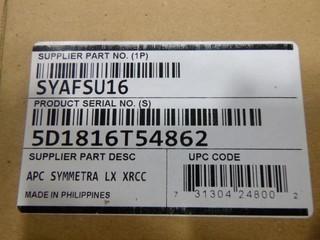 SUPPLIER PART NO. (1P)
SYAFSU16
PRODUCT SERIAL NO. (S)
5D1816T54862
SUPPLIER PART DESC
UPC CODE
APC SYMMETRA LX XRCC
MADE IN PHILIPPINES
7 31304 24800 2